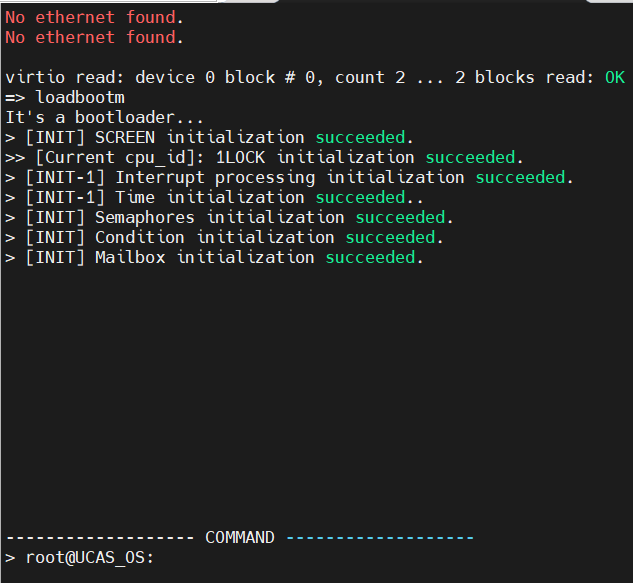 No ethernet found.
No ethernet found.
virtio read: device 0 block # 0, count 2 ... 2 blocks read: OK
=> loadbootm
It's a bootloader...
> [INIT] SCREEN initialization succeeded.
>> [Current cpu_id]: 1LOCK initialization succeeded.
> [INIT-1] Interrupt processing initialization succeeded.
> [INIT-1] Time initialization succeeded..
> [INIT] Semaphores initialization succeeded.
> [INIT] Condition initialization succeeded.
> [INIT] Mailbox initialization succeeded.
------------------- COMMAND -------------------
> root@UCAS_OS: